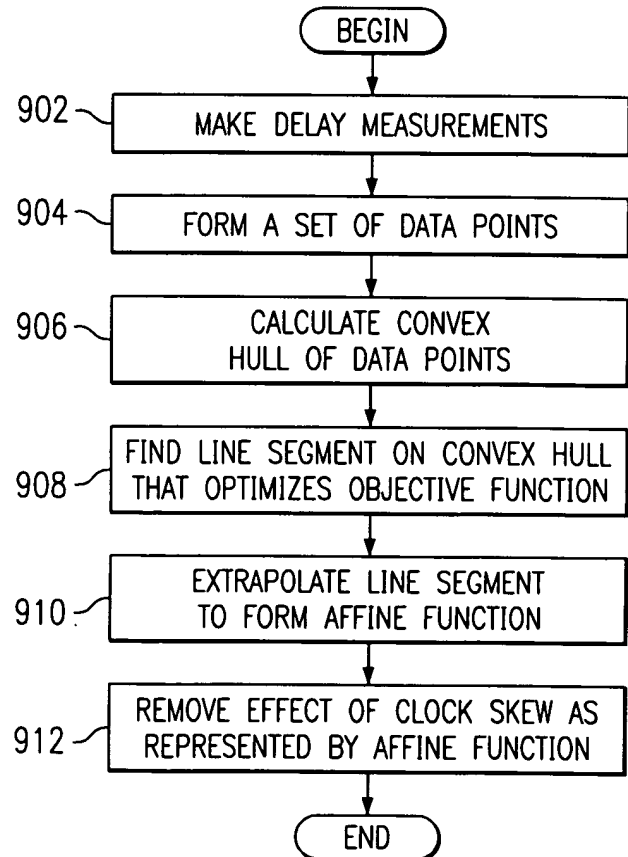 BEGIN
902
MAKE DELAY MEASUREMENTS
904
FORM A SET OF DATA POINTS
906
CALCULATE CONVEX
HULL OF DATA POINTS
908
FIND LINE SEGMENT ON CONVEX HULL
THAT OPTIMIZES OBJECTIVE FUNCTION
910
EXTRAPOLATE LINE SEGMENT
TO FORM AFFINE FUNCTION
912
REMOVE EFFECT OF CLOCK SKEW AS
REPRESENTED BY AFFINE FUNCTION
END